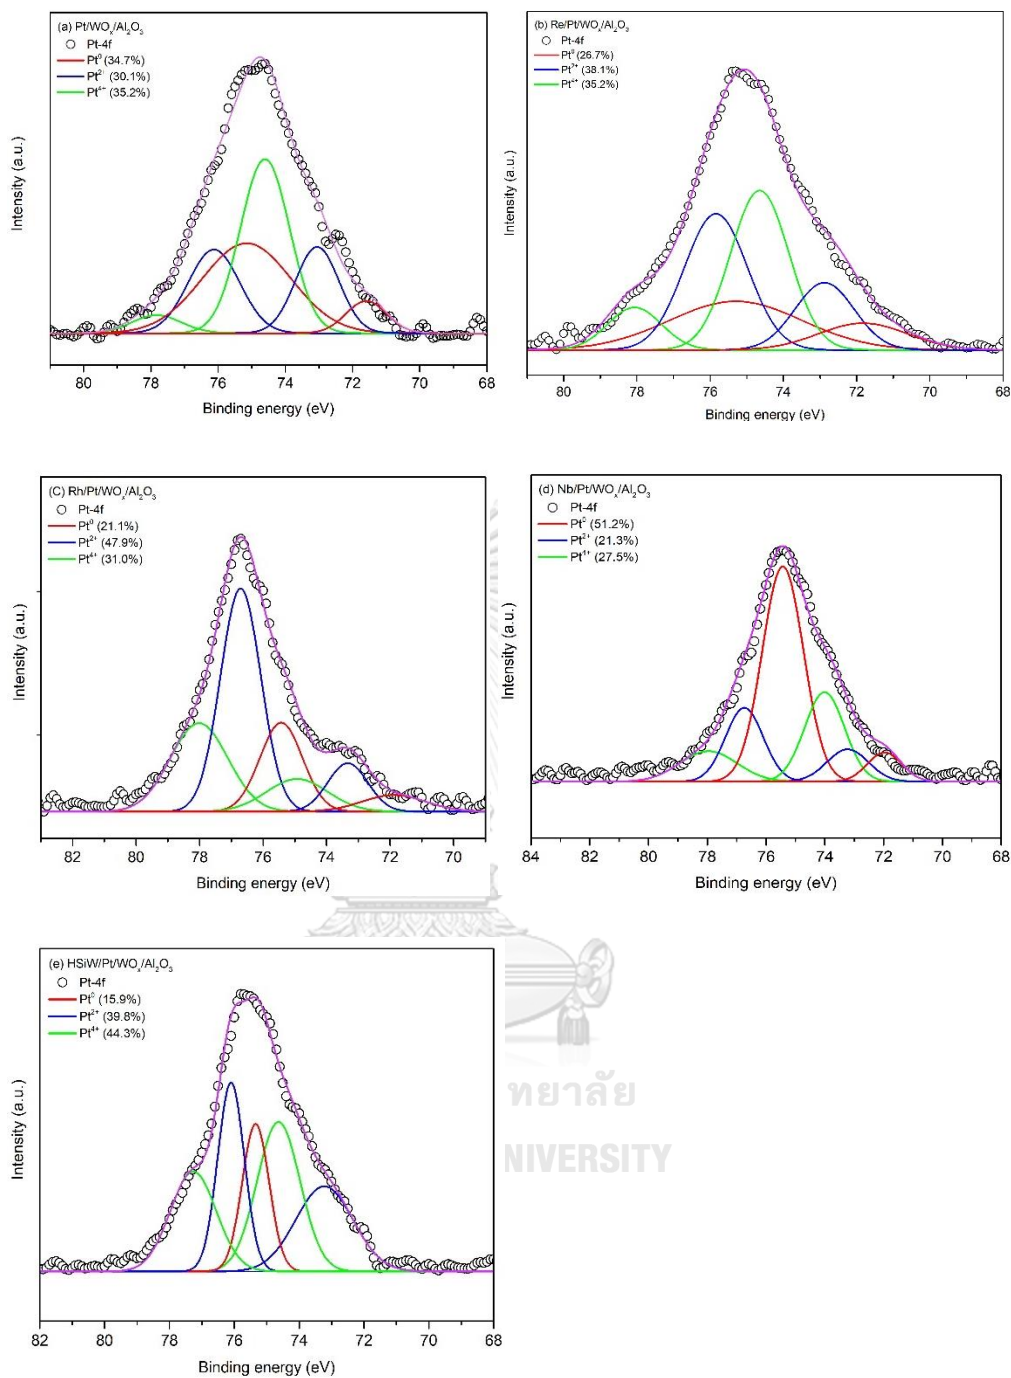 (a) Pt/WOₓ/Al₂O₃
Pt-4f
Pt⁰ (34.7%)
Pt²⁺ (30.1%)
Pt⁴⁺ (35.2%)
Intensity (a.u.)
80 78 76 74 72 70 68
Binding energy (eV)
(b) Re/Pt/WOₓ/Al₂O₃
Pt-4f
Pt⁰ (26.7%)
Pt²⁺ (38.1%)
Pt⁴⁺ (35.2%)
Intensity (a.u.)
80 78 76 74 72 70 68
Binding energy (eV)
(C) Rh/Pt/WOₓ/Al₂O₃
Pt-4f
Pt⁰ (21.1%)
Pt²⁺ (47.9%)
Pt⁴⁺ (31.0%)
Intensity (a.u.)
82 80 78 76 74 72 70
Binding energy (eV)
(d) Nb/Pt/WOₓ/Al₂O₃
Pt-4f
Pt⁰ (51.2%)
Pt²⁺ (21.3%)
Pt⁴⁺ (27.5%)
Intensity (a.u.)
84 82 80 78 76 74 72 70 68
Binding energy (eV)
(e) HSiW/Pt/WOₓ/Al₂O₃
Pt-4f
Pt⁰ (15.9%)
Pt²⁺ (39.8%)
Pt⁴⁺ (44.3%)
Intensity (a.u.)
82 80 78 76 74 72 70 68
Binding energy (eV)
ทยาลัย
NIVERSITY